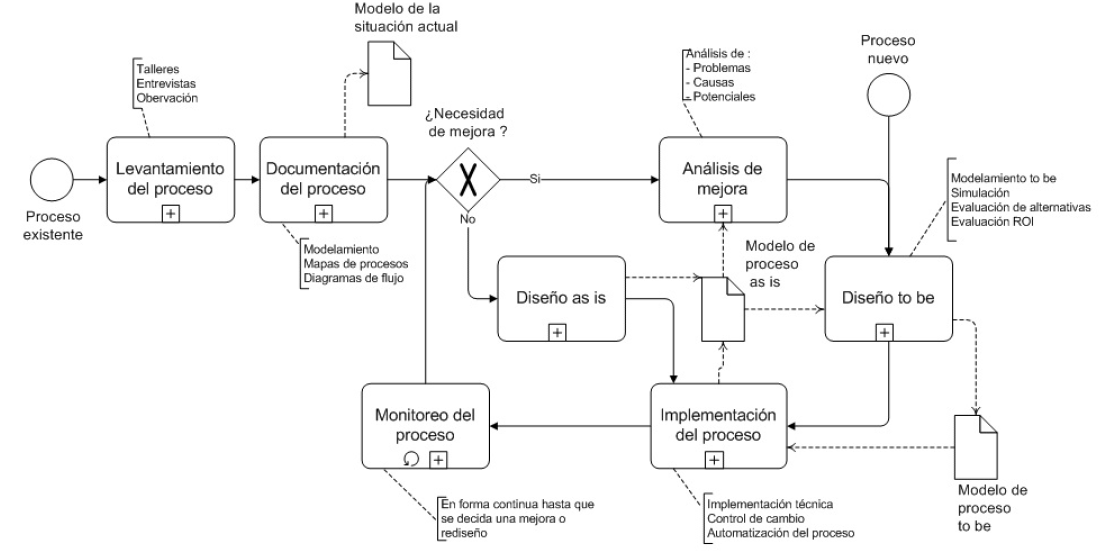 Modelo de la
situación actual
Proceso
nuevo
Talleres
Entrevistas
Obervación
Análisis de :
- Problemas
- Causas
- Potenciales
¿Necesidad
de mejora ?
Proceso
existente
Levantamiento
del proceso
Documentación
del proceso
Si
No
Análisis de
mejora
Modelamiento to be
Simulación
Evaluación de alternativas
Evaluación ROI
Modelamiento
Mapas de procesos
Diagramas de flujo
Diseño as is
Modelo de
proceso
as is
Diseño to be
Monitoreo del
proceso
Implementación
del proceso
Modelo de
proceso
to be
En forma continua hasta que
se decida una mejora o
rediseño
Implementación técnica
Control de cambio
Automatización del proceso